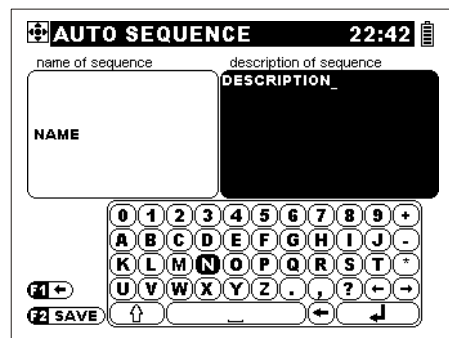 AUTO SEQUENCE 22:42
name of sequence description of sequence
DESCRIPTION_
NAME
0 1 2 3 4 5 6 7 8 9 +
A B C D E F G H I J -
K L M N O P Q R S T *
F1 ← U V W X Y Z . , ? ← →
F2 SAVE ⇧ ⎵ ← ↲